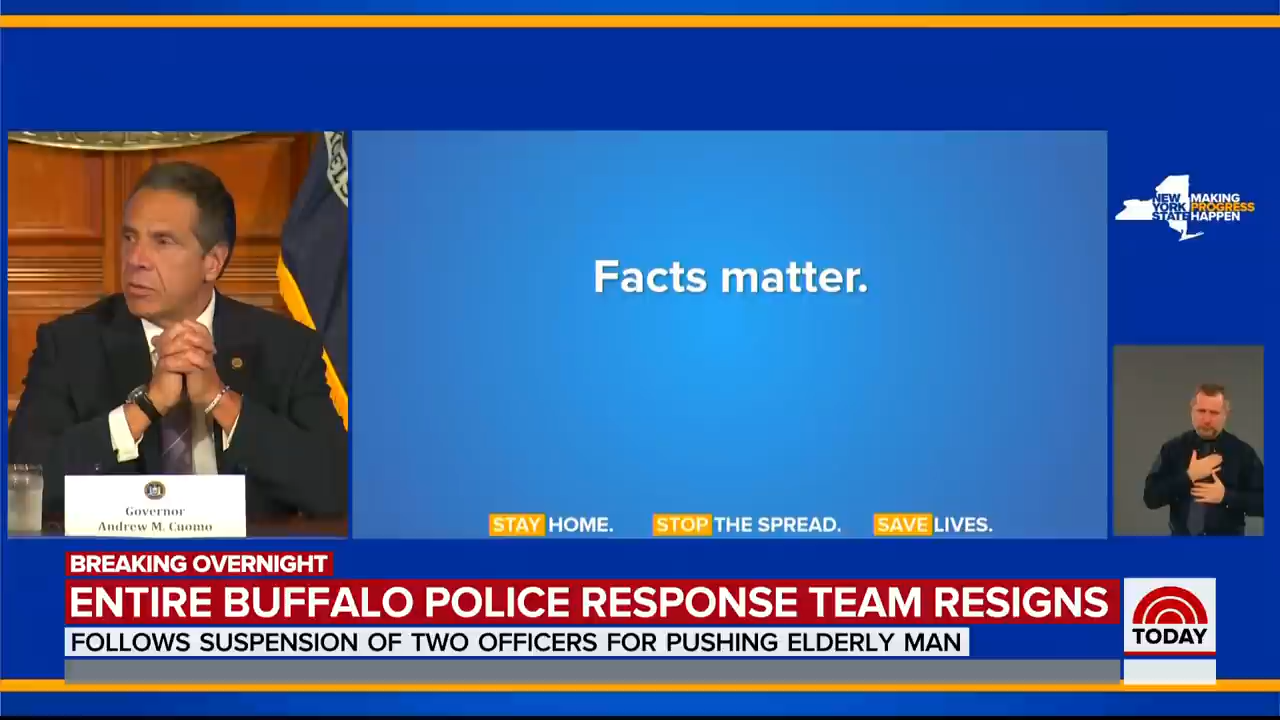 Facts matter.
NEW
YORK
STATE
MAKING
PROGRESS
HAPPEN
Governor
Andrew M. Cuomo
STAY HOME. STOP THE SPREAD. SAVE LIVES.
BREAKING OVERNIGHT
ENTIRE BUFFALO POLICE RESPONSE TEAM RESIGNS
FOLLOWS SUSPENSION OF TWO OFFICERS FOR PUSHING ELDERLY MAN
TODAY